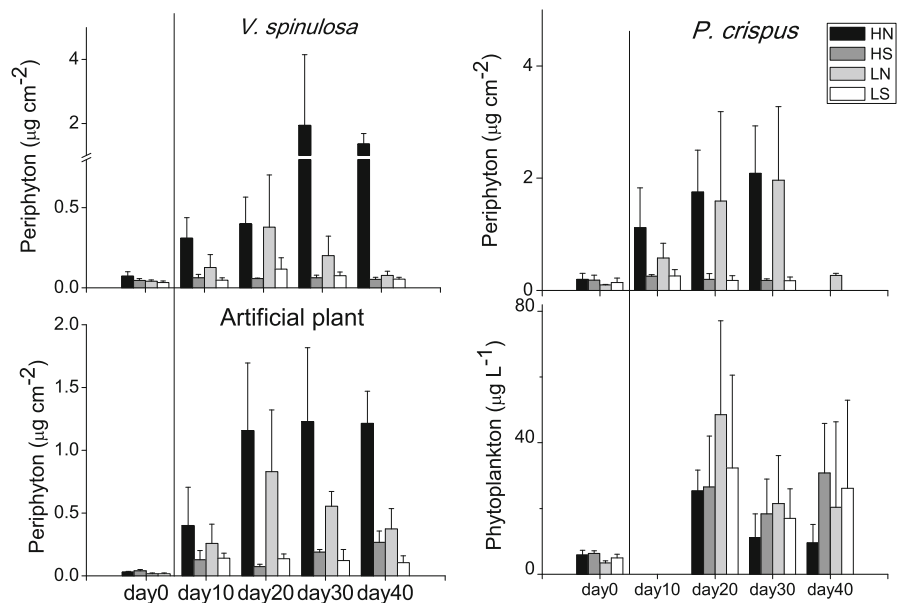 V. spinulosa
Periphyton (μg cm⁻²)
4
2
0.5
0.0
P. crispus
HN
HS
LN
LS
Periphyton (μg cm⁻²)
4
2
0
Artificial plant
Periphyton (μg cm⁻²)
2.0
1.5
1.0
0.5
0.0
day0 day10 day20 day30 day40
Phytoplankton (μg L⁻¹)
80
40
0
day0 day10 day20 day30 day40